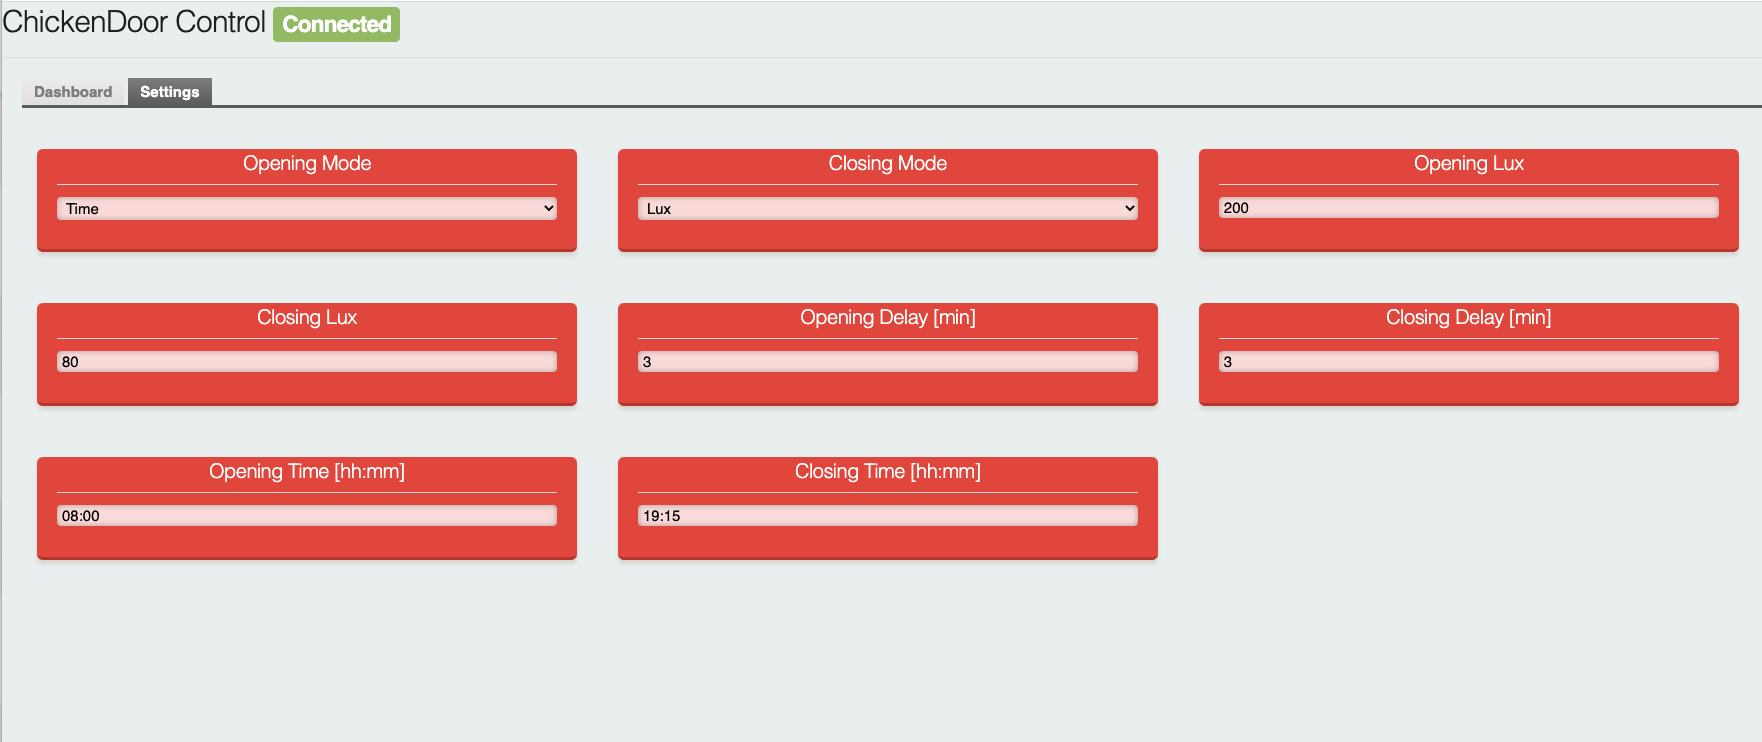 ChickenDoor Control Connected
Dashboard Settings
Opening Mode
Time
Closing Mode
Lux
Opening Lux
200
Closing Lux
80
Opening Delay [min]
3
Closing Delay [min]
3
Opening Time [hh:mm]
08:00
Closing Time [hh:mm]
19:15